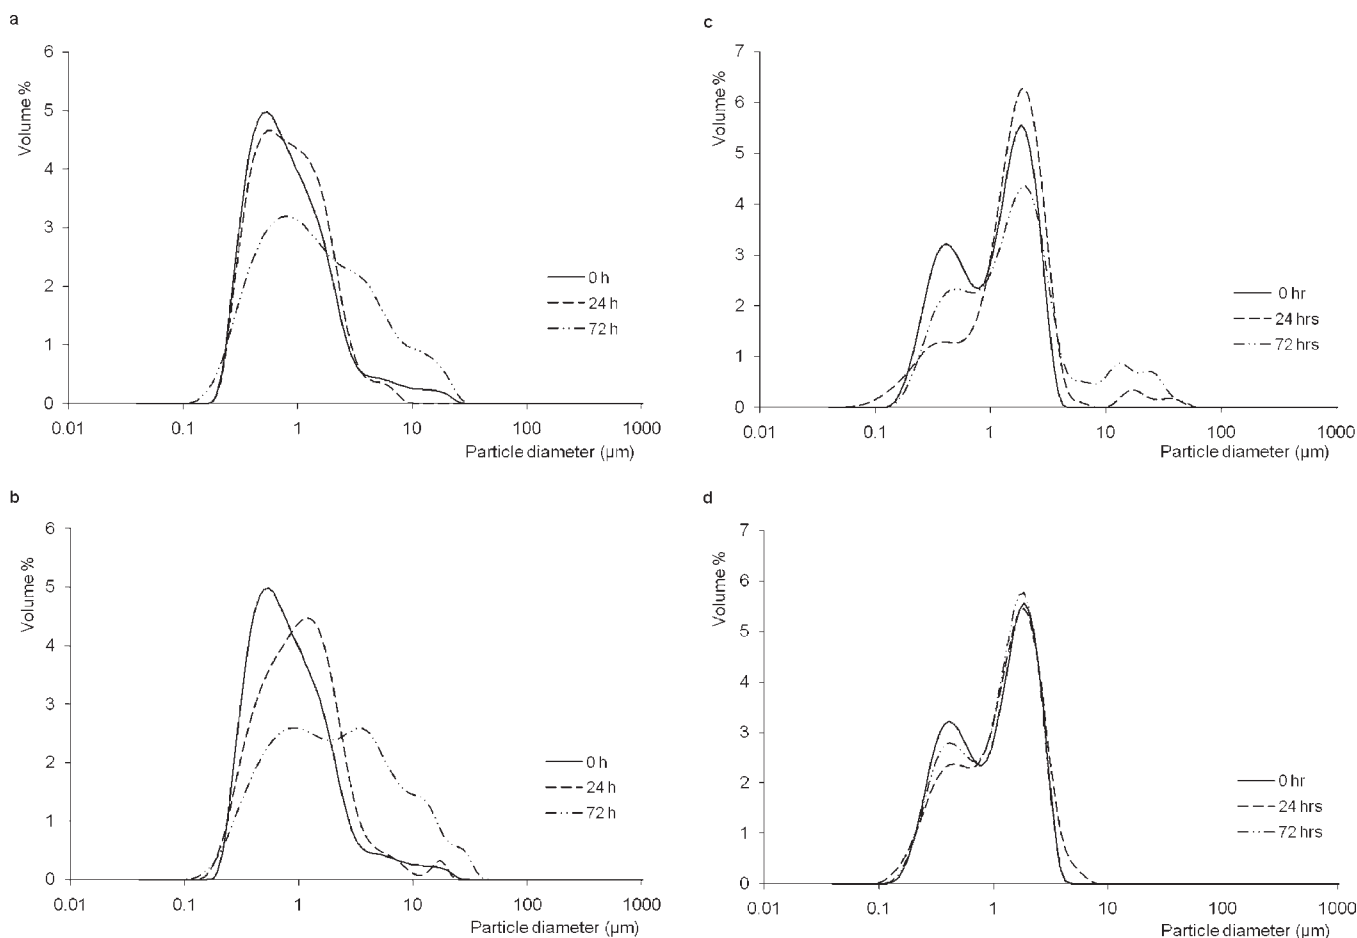 a
6
5
4
3
2
1
0
Volume %
0 h
24 h
72 h
0.01 0.1 1 10 100 1000
Particle diameter (µm)
c
7
6
5
4
3
2
1
0
Volume %
0 hr
24 hrs
72 hrs
0.01 0.1 1 10 100 1000
Particle diameter (µm)
b
6
5
4
3
2
1
0
Volume %
0 h
24 h
72 h
0.01 0.1 1 10 100 1000
Particle diameter (µm)
d
7
6
5
4
3
2
1
0
Volume %
0 hr
24 hrs
72 hrs
0.01 0.1 1 10 100 1000
Particle diameter (µm)